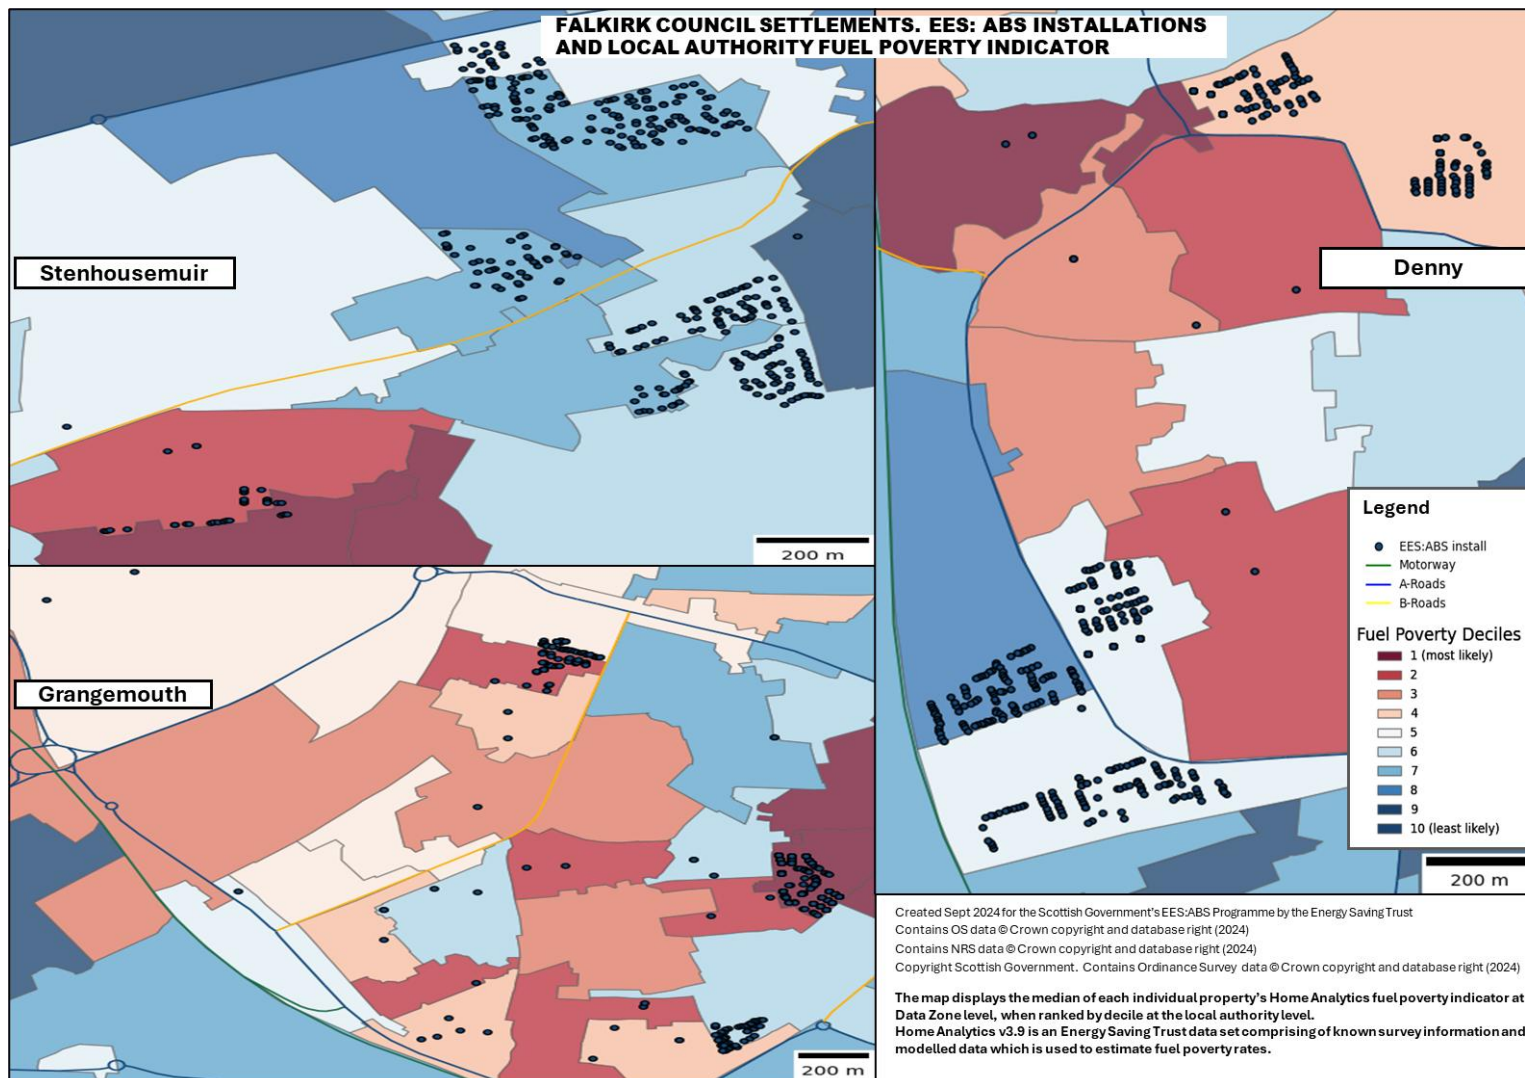 FALKIRK COUNCIL SETTLEMENTS. EES: ABS INSTALLATIONS
AND LOCAL AUTHORITY FUEL POVERTY INDICATOR
Stenhousemuir
200 m
Grangemouth
200 m
Denny
Legend
EES:ABS install
Motorway
A-Roads
B-Roads
Fuel Poverty Deciles
1 (most likely)
2
3
4
5
6
7
8
9
10 (least likely)
200 m
Created Sept 2024 for the Scottish Government's EES:ABS Programme by the Energy Saving Trust
Contains OS data © Crown copyright and database right (2024)
Contains NRS data © Crown copyright and database right (2024)
Copyright Scottish Government. Contains Ordinance Survey data © Crown copyright and database right (2024)
The map displays the median of each individual property's Home Analytics fuel poverty indicator at
Data Zone level, when ranked by decile at the local authority level.
Home Analytics v3.9 is an Energy Saving Trust data set comprising of known survey information and
modelled data which is used to estimate fuel poverty rates.